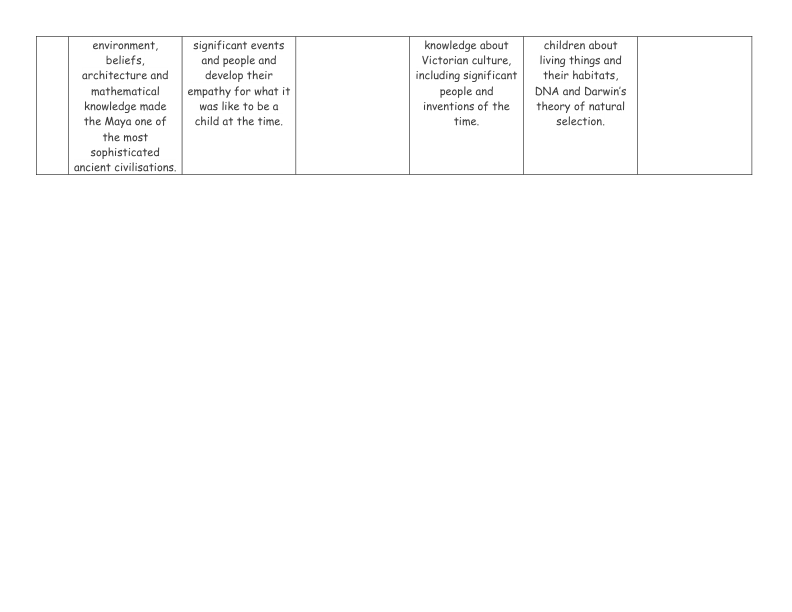 environment,
beliefs,
architecture and
mathematical
knowledge made
the Maya one of
the most
sophisticated
ancient civilisations.
significant events
and people and
develop their
empathy for what it
was like to be a
child at the time.
knowledge about
Victorian culture,
including significant
people and
inventions of the
time.
children about
living things and
their habitats,
DNA and Darwin's
theory of natural
selection.